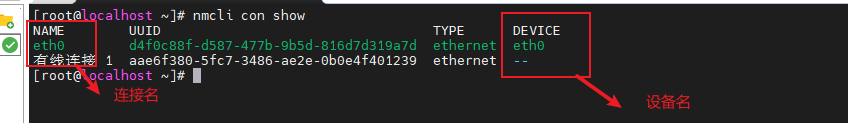 [root@localhost ~]# nmcli con show
NAME UUID TYPE DEVICE
eth0 d4f0c88f-d587-477b-9b5d-816d7d319a7d ethernet eth0
有线连接 1 aae6f380-5fc7-3486-ae2e-0b0e4f401239 ethernet --
[root@localhost ~]#
连接名
设备名